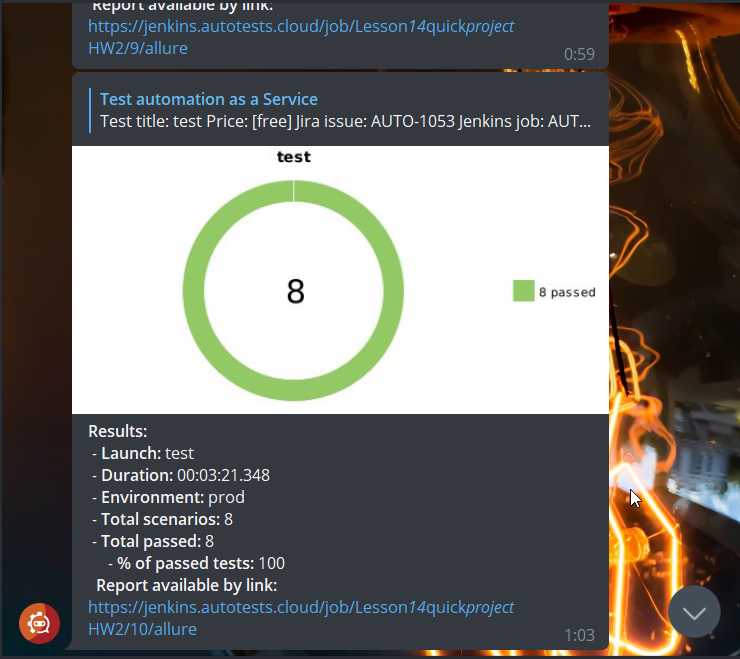 Report available by link:
https://jenkins.autotests.cloud/job/Lesson14quickproject
HW2/9/allure
0:59
Test automation as a Service
Test title: test Price: [free] Jira issue: AUTO-1053 Jenkins job: AUT...
test
8
8 passed
Results:
- Launch: test
- Duration: 00:03:21.348
- Environment: prod
- Total scenarios: 8
- Total passed: 8
- % of passed tests: 100
Report available by link:
https://jenkins.autotests.cloud/job/Lesson14quickproject
HW2/10/allure
1:03